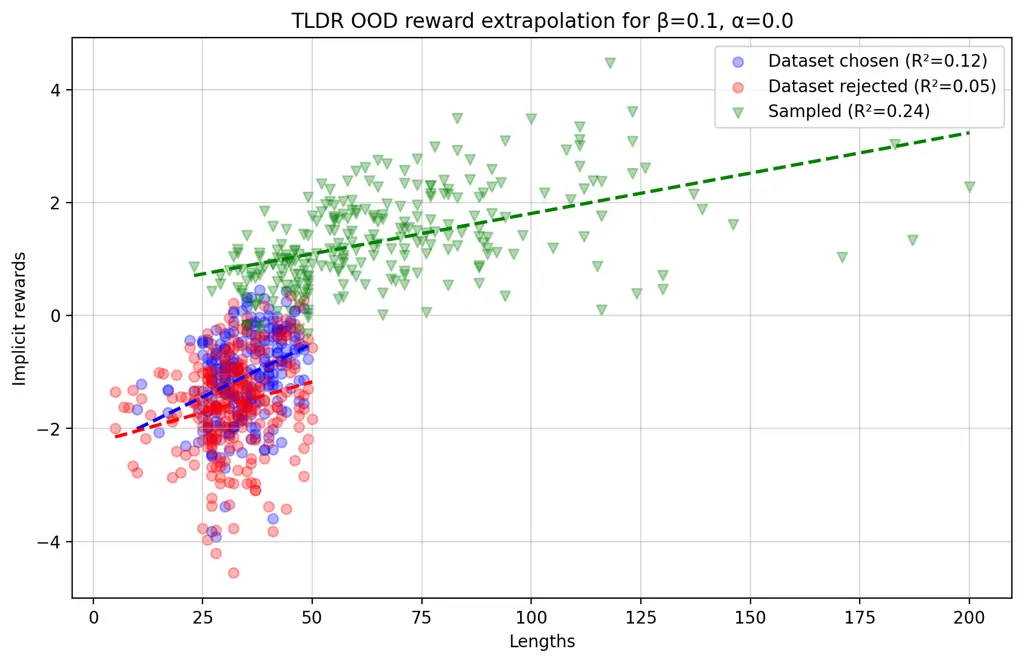 TLDR OOD reward extrapolation for β=0.1, α=0.0
Dataset chosen (R²=0.12)
Dataset rejected (R²=0.05)
Sampled (R²=0.24)
Implicit rewards
4
2
0
−2
−4
0 25 50 75 100 125 150 175 200
Lengths